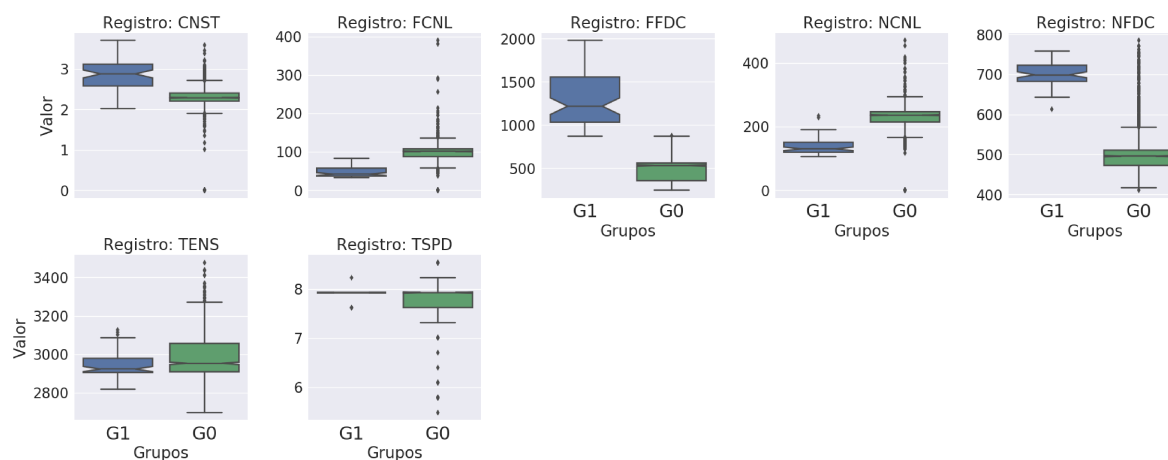 Registro: CNST
Registro: FCNL
Registro: FFDC
Registro: NCNL
Registro: NFDC
Valor
3
2
1
0
400
300
200
100
0
2000
1500
1000
500
400
200
0
800
700
600
500
400
G1 G0
Grupos
G1 G0
Grupos
G1 G0
Grupos
Registro: TENS
Registro: TSPD
Valor
3400
3200
3000
2800
8
7
6
G1 G0
Grupos
G1 G0
Grupos